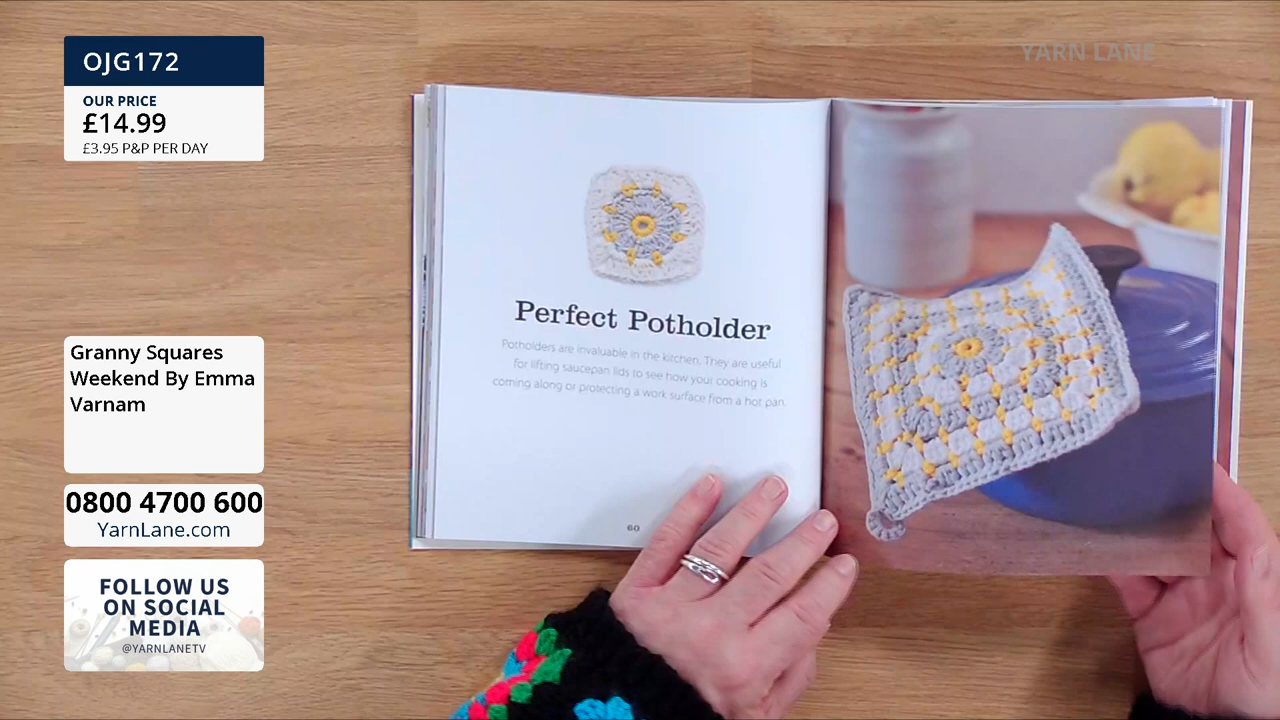 OJG172
OUR PRICE
£14.99
£3.95 P&P PER DAY
Granny Squares
Weekend By Emma
Varnam
0800 4700 600
YarnLane.com
FOLLOW US
ON SOCIAL
MEDIA
@YARNLANETV
YARN LANE
Perfect Potholder
Potholders are invaluable in the kitchen. They are useful
for lifting saucepan lids to see how your cooking is
coming along or protecting a work surface from a hot pan.
60